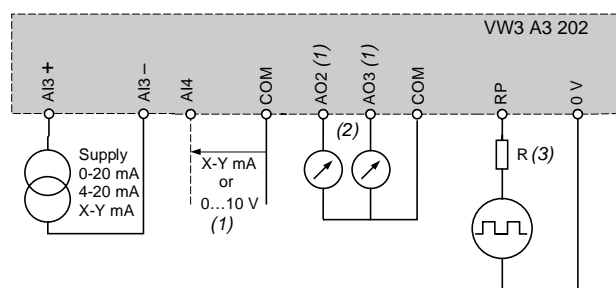 VW3 A3 202
AI3 +
AI3 –
AI4
COM
AO2 (1)
AO3 (1)
COM
RP
0 V
Supply
0-20 mA
4-20 mA
X-Y mA
X-Y mA
or
0...10 V
(1)
(2)
R (3)